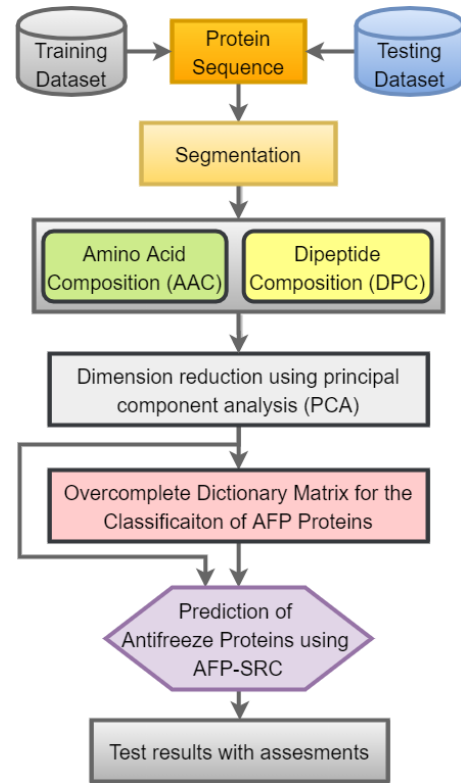 Training
Dataset
Protein
Sequence
Testing
Dataset
Segmentation
Amino Acid
Composition (AAC)
Dipeptide
Composition (DPC)
Dimension reduction using principal
component analysis (PCA)
Overcomplete Dictionary Matrix for the
Classificaiton of AFP Proteins
Prediction of
Antifreeze Proteins using
AFP-SRC
Test results with assesments